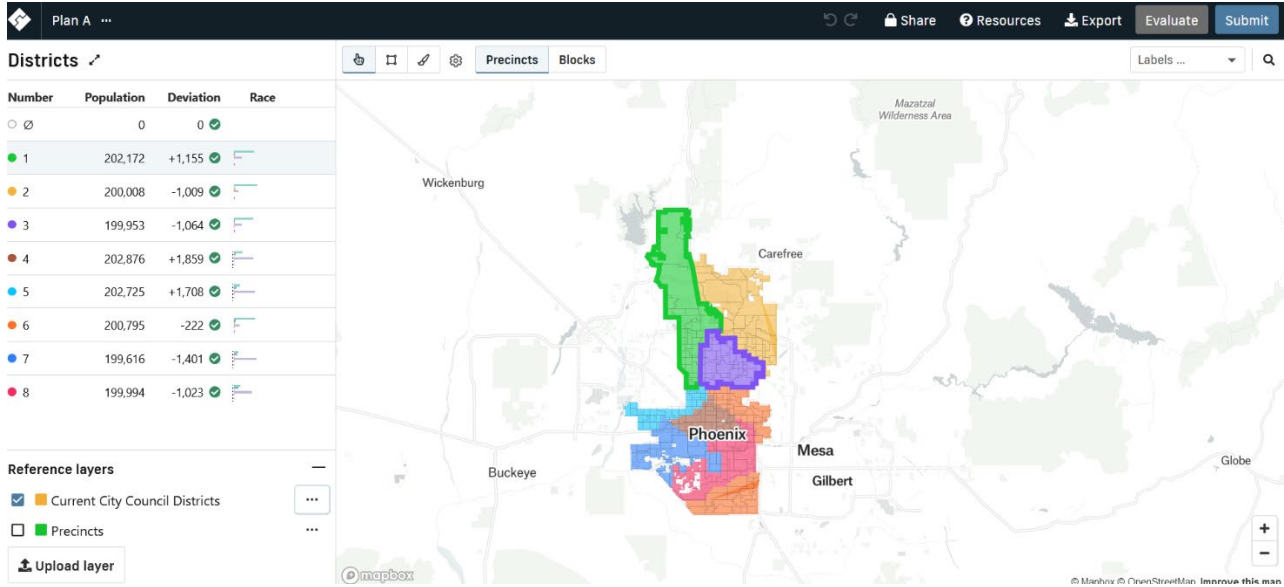 Plan A ...
Share
Resources
Export
Evaluate
Submit
Districts
Precincts
Blocks
Labels ...
Number Population Deviation Race
Ø 0 0
1 202,172 +1,155
2 200,008 -1,009
3 199,953 -1,064
4 202,876 +1,859
5 202,725 +1,708
6 200,795 -222
7 199,616 -1,401
8 199,994 -1,023
Reference layers
Current City Council Districts ...
Precincts ...
Upload layer
Mazatzal
Wilderness Area
Wickenburg
Carefree
Phoenix
Mesa
Buckeye
Gilbert
Globe
+
−
mapbox
© Mapbox © OpenStreetMap Improve this map